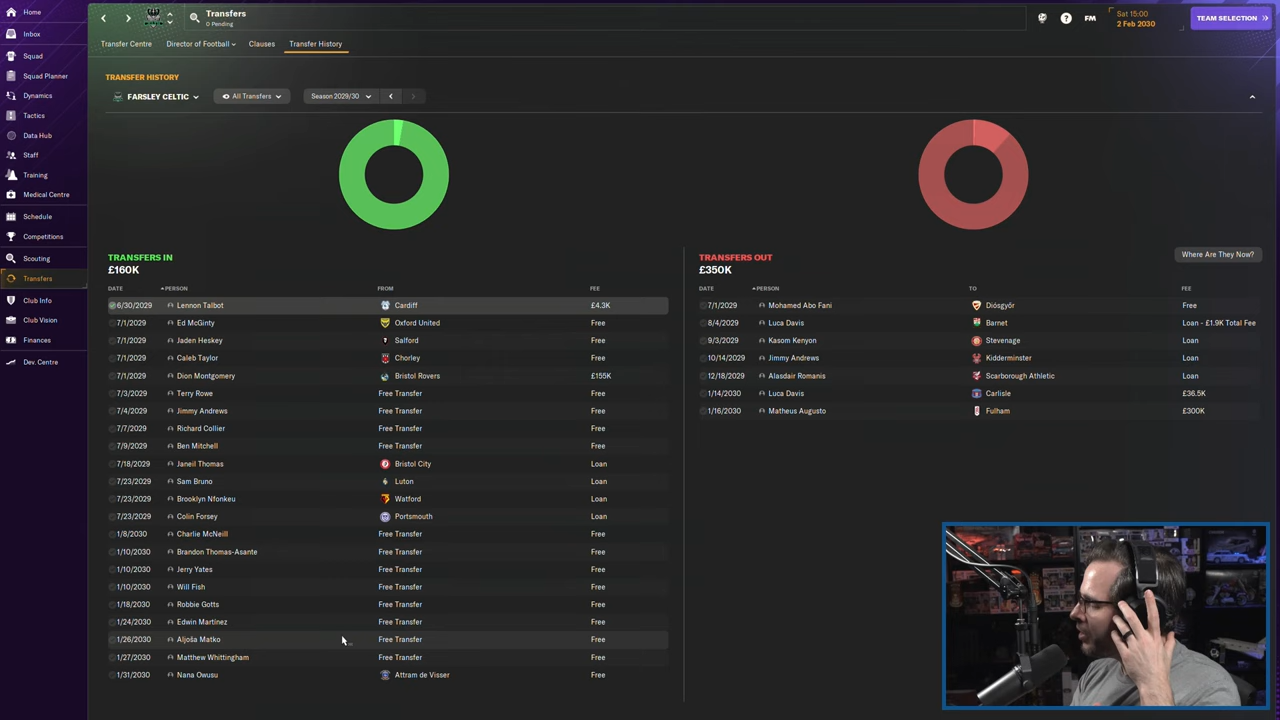 Home
Transfers
0 Pending
FM
Sat 15:00
2 Feb 2030
TEAM SELECTION
Inbox
Transfer Centre
Director of Football
Clauses
Transfer History
Squad
Squad Planner
TRANSFER HISTORY
Dynamics
FARSLEY CELTIC
All Transfers
Season 2029/30
Tactics
Data Hub
Staff
Training
Medical Centre
Schedule
Competitions
Scouting
Transfers
Club Info
Club Vision
Finances
Dev. Centre
TRANSFERS IN
£160K
DATE PERSON FROM FEE
6/30/2029 Lennon Talbot Cardiff £4.3K
7/1/2029 Ed McGinty Oxford United Free
7/1/2029 Jaden Heskey Salford Free
7/1/2029 Caleb Taylor Chorley Free
7/1/2029 Dion Montgomery Bristol Rovers £155K
7/3/2029 Terry Rowe Free Transfer Free
7/4/2029 Jimmy Andrews Free Transfer Free
7/7/2029 Richard Collier Free Transfer Free
7/9/2029 Ben Mitchell Free Transfer Free
7/18/2029 Janeil Thomas Bristol City Loan
7/23/2029 Sam Bruno Luton Loan
7/23/2029 Brooklyn Nfonkeu Watford Loan
7/23/2029 Colin Forsey Portsmouth Loan
1/8/2030 Charlie McNeill Free Transfer Free
1/10/2030 Brandon Thomas-Asante Free Transfer Free
1/10/2030 Jerry Yates Free Transfer Free
1/10/2030 Will Fish Free Transfer Free
1/18/2030 Robbie Gotts Free Transfer Free
1/24/2030 Edwin Martínez Free Transfer Free
1/26/2030 Aljoša Matko Free Transfer Free
1/27/2030 Matthew Whittingham Free Transfer Free
1/31/2030 Nana Owusu Attram de Visser Free
TRANSFERS OUT
£350K
Where Are They Now?
DATE PERSON TO FEE
7/1/2029 Mohamed Abo Fani Diósgyőr Free
8/4/2029 Luca Davis Barnet Loan - £1.9K Total Fee
9/3/2029 Kasom Kenyon Stevenage Loan
10/14/2029 Jimmy Andrews Kidderminster Loan
12/18/2029 Alasdair Romanis Scarborough Athletic Loan
1/14/2030 Luca Davis Carlisle £36.5K
1/16/2030 Matheus Augusto Fulham £300K